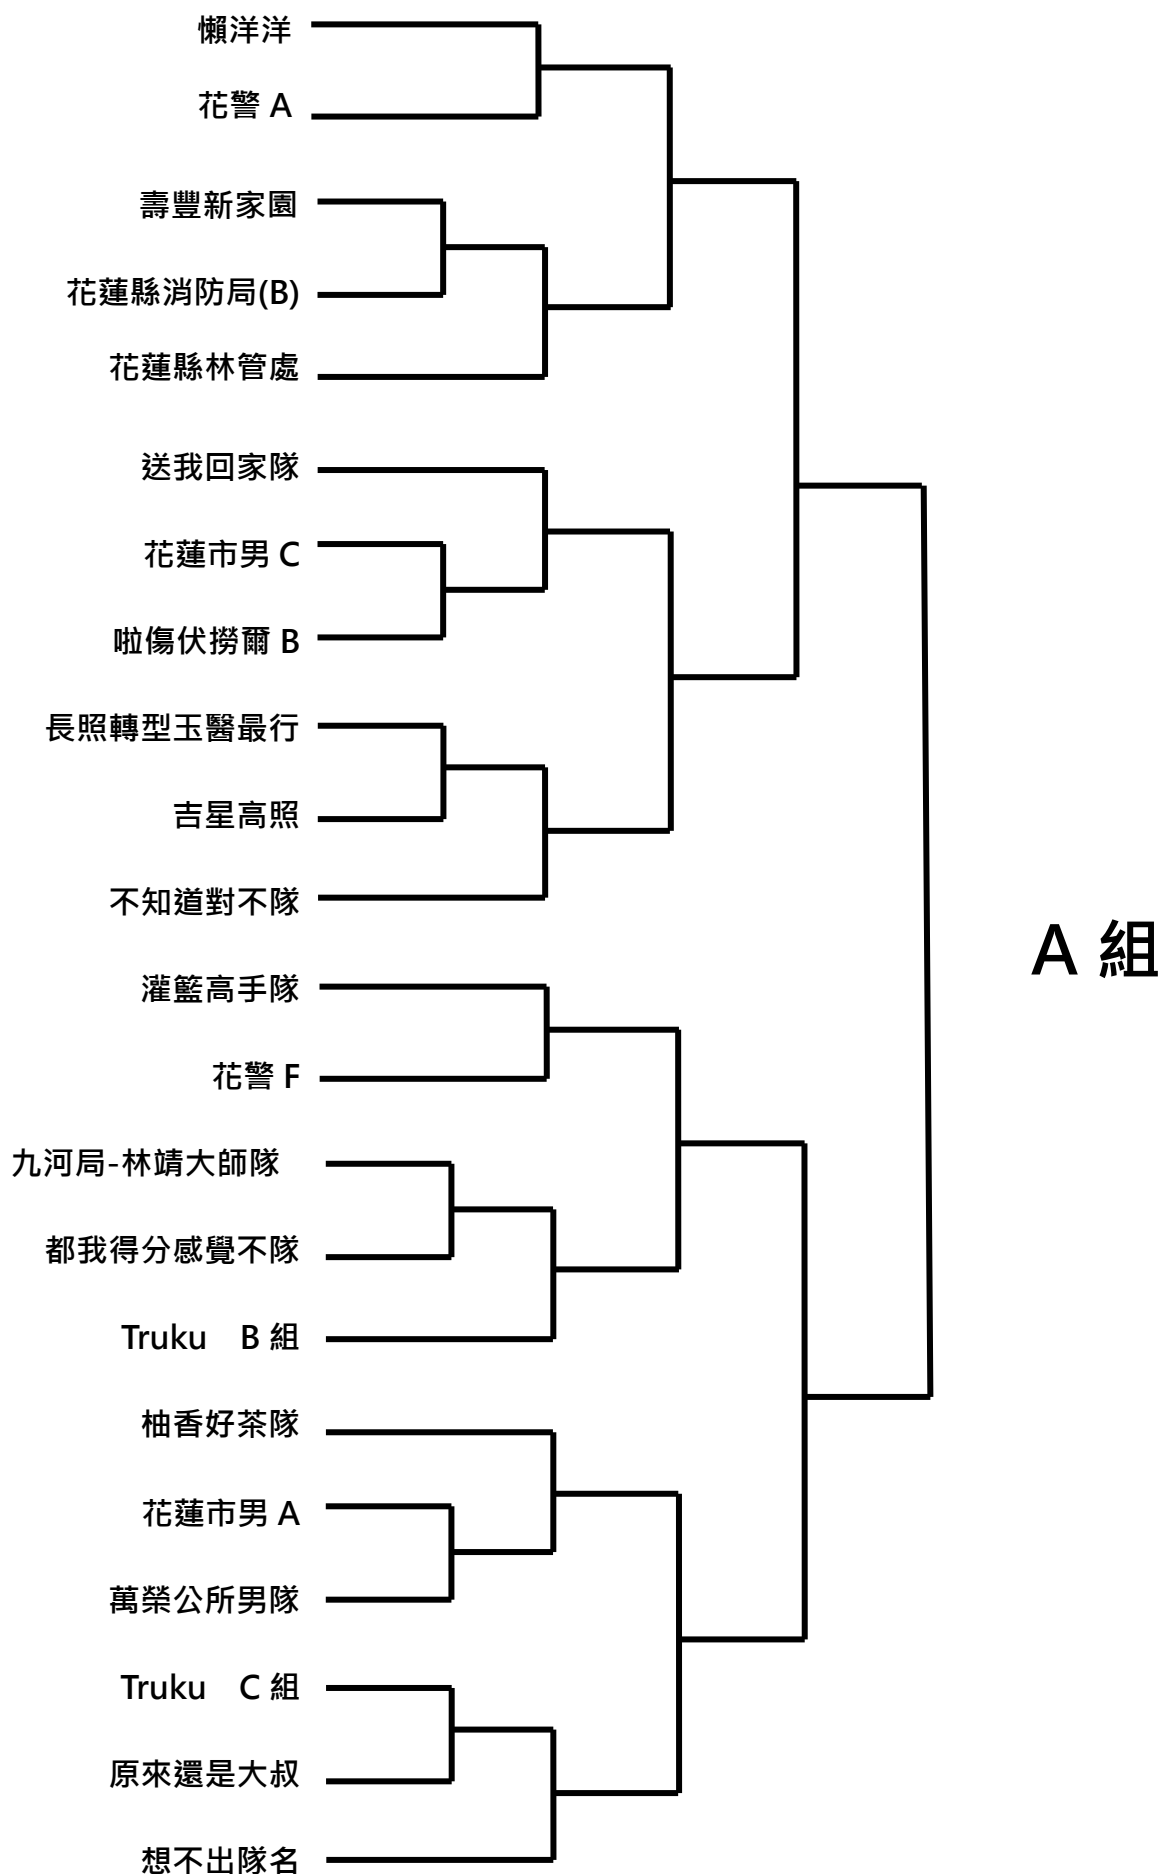 懶洋洋
花警 A
壽豐新家園
花蓮縣消防局(B)
花蓮縣林管處
送我回家隊
花蓮市男 C
啦傷伏撈爾 B
長照轉型玉醫最行
吉星高照
不知道對不隊
A 組
灌籃高手隊
花警 F
九河局-林靖大師隊
都我得分感覺不隊
Truku　B 組
柚香好茶隊
花蓮市男 A
萬榮公所男隊
Truku　C 組
原來還是大叔
想不出隊名